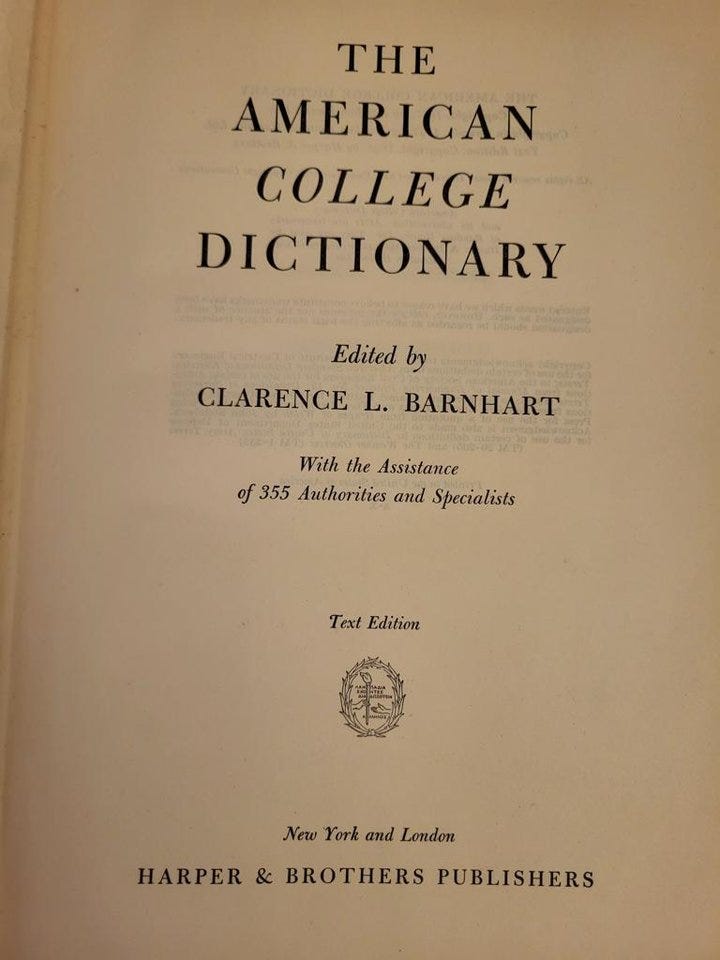 THE
AMERICAN
COLLEGE
DICTIONARY
Edited by
CLARENCE L. BARNHART
With the Assistance
of 355 Authorities and Specialists
Text Edition
New York and London
HARPER & BROTHERS PUBLISHERS